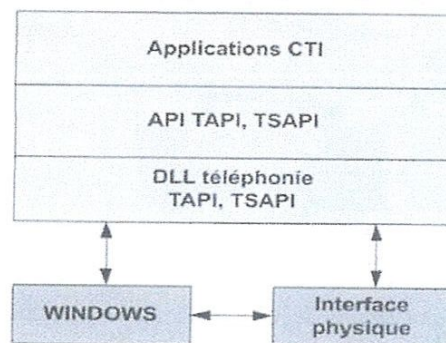 Applications CTI
API TAPI, TSAPI
DLL téléphonie
TAPI, TSAPI
WINDOWS
Interface
physique